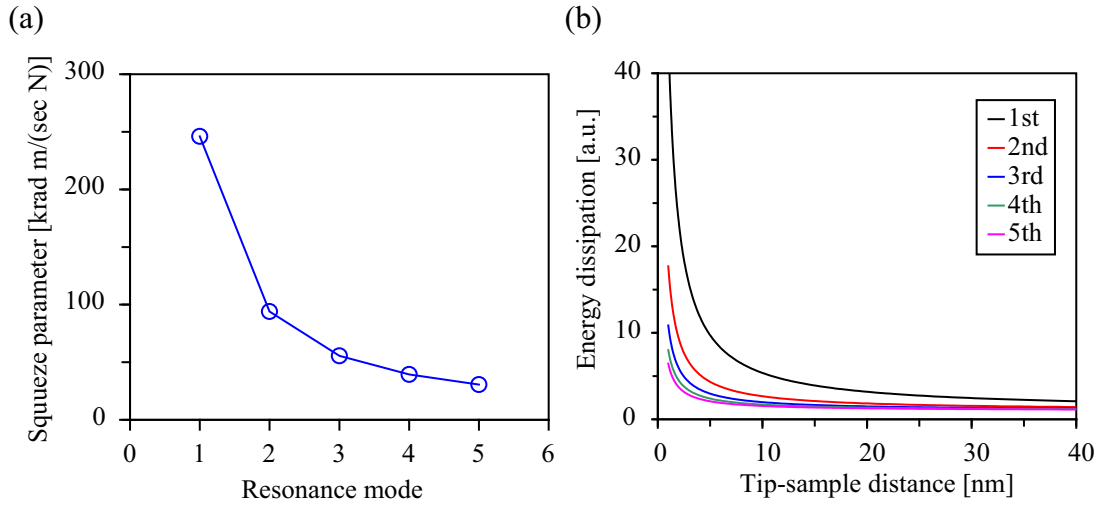 (a)
Squueze parameter [krad m/(sec N)]
300
200
100
0
0 1 2 3 4 5 6
Resonance mode
(b)
Energy dissipation [a.u.]
40
30
20
10
0
0 10 20 30 40
Tip-sample distance [nm]
1st
2nd
3rd
4th
5th